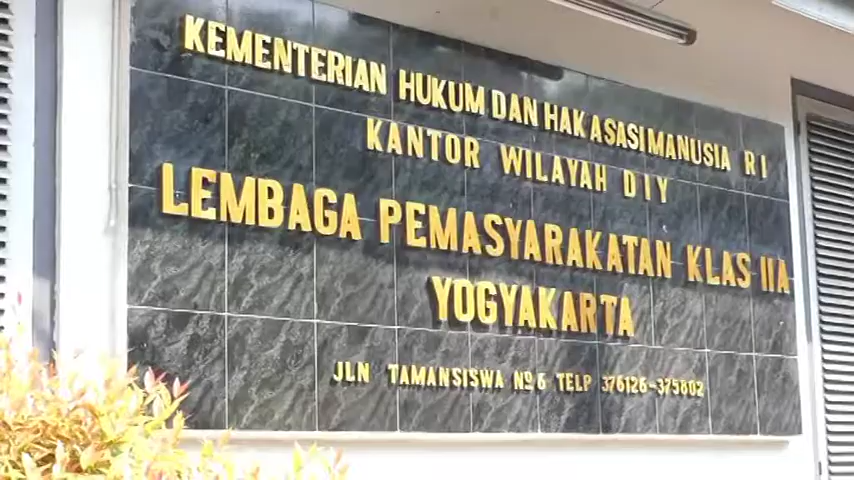 KEMENTERIAN HUKUM DAN HAK ASASI MANUSIA R I
KANTOR WILAYAH DIY
LEMBAGA PEMASYARAKATAN KLAS IIA
YOGYAKARTA
JLN TAMANSISWA Nº 6 TELP 376126-375802